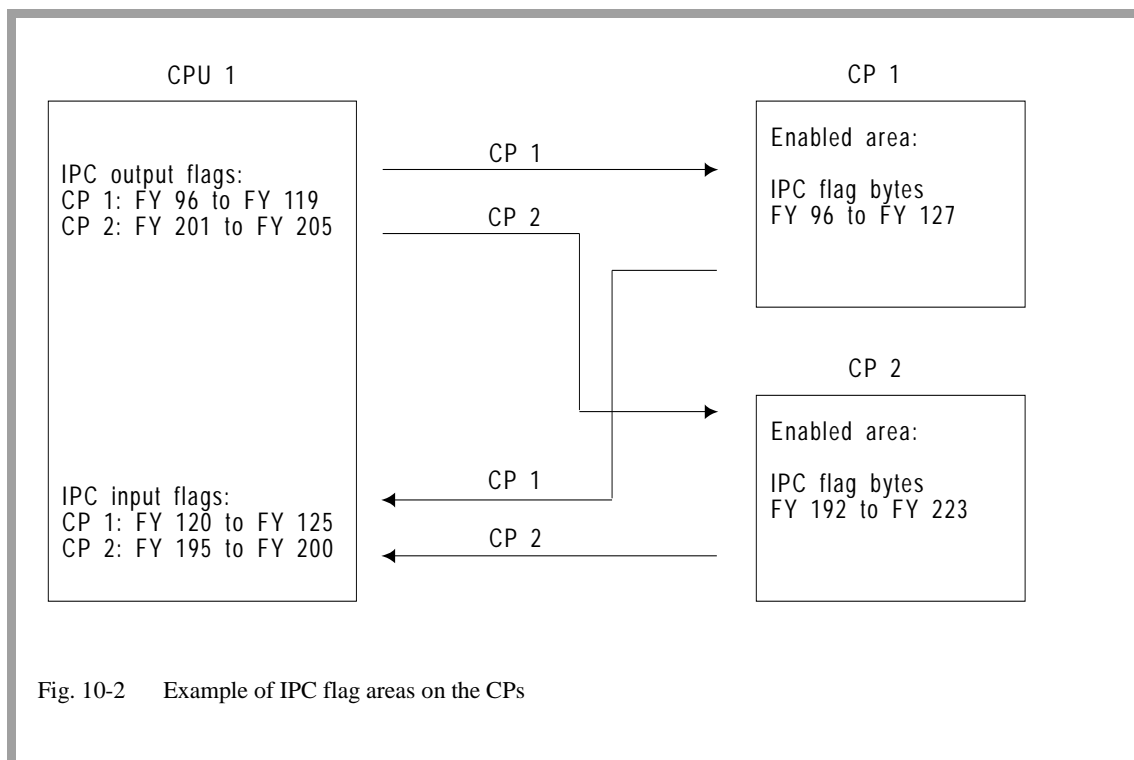 CPU 1
IPC output flags:
CP 1: FY 96 to FY 119
CP 2: FY 201 to FY 205
IPC input flags:
CP 1: FY 120 to FY 125
CP 2: FY 195 to FY 200
CP 1
CP 2
CP 1
CP 2
CP 1
Enabled area:
IPC flag bytes
FY 96 to FY 127
CP 2
Enabled area:
IPC flag bytes
FY 192 to FY 223
Fig. 10-2 Example of IPC flag areas on the CPs